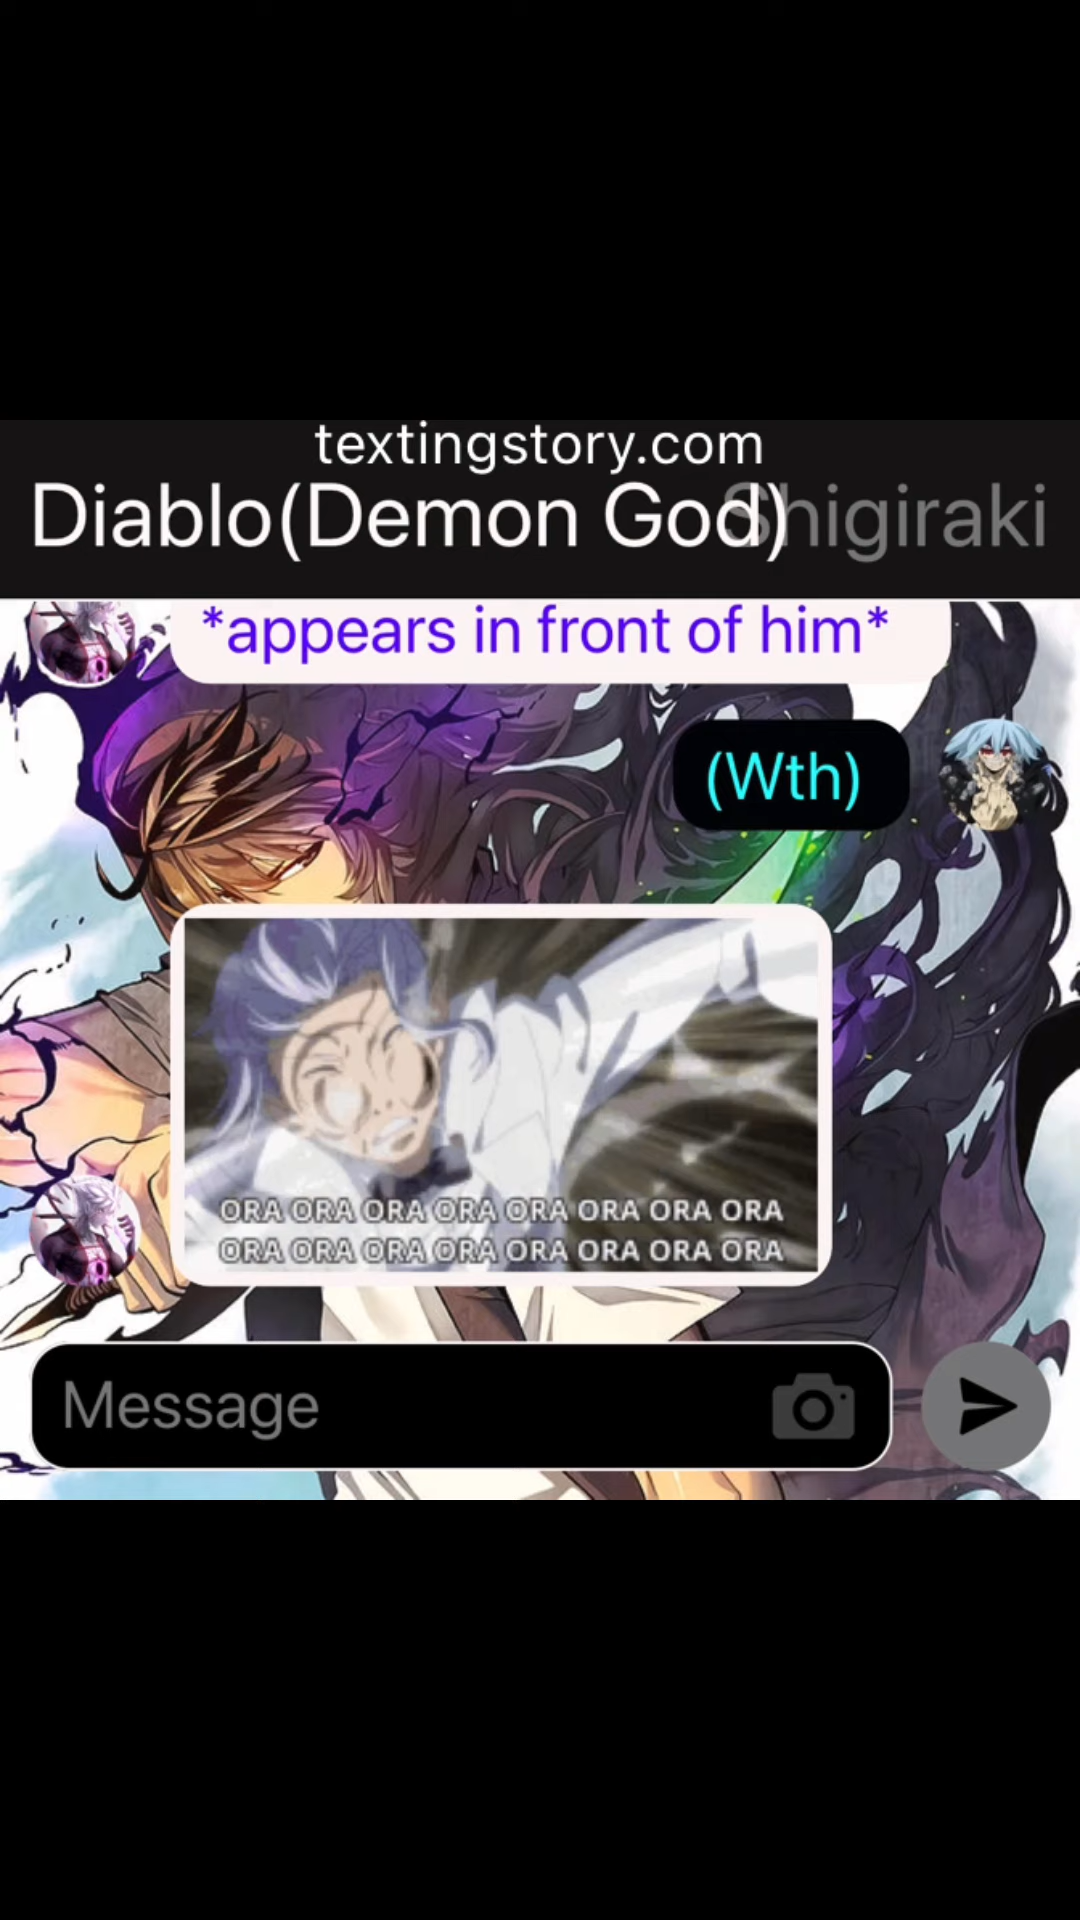 textingstory.com
Diablo(Demon God) Shigiraki
*appears in front of him*
(Wth)
ORA ORA ORA ORA ORA ORA ORA ORA
ORA ORA ORA ORA ORA ORA ORA ORA
Message